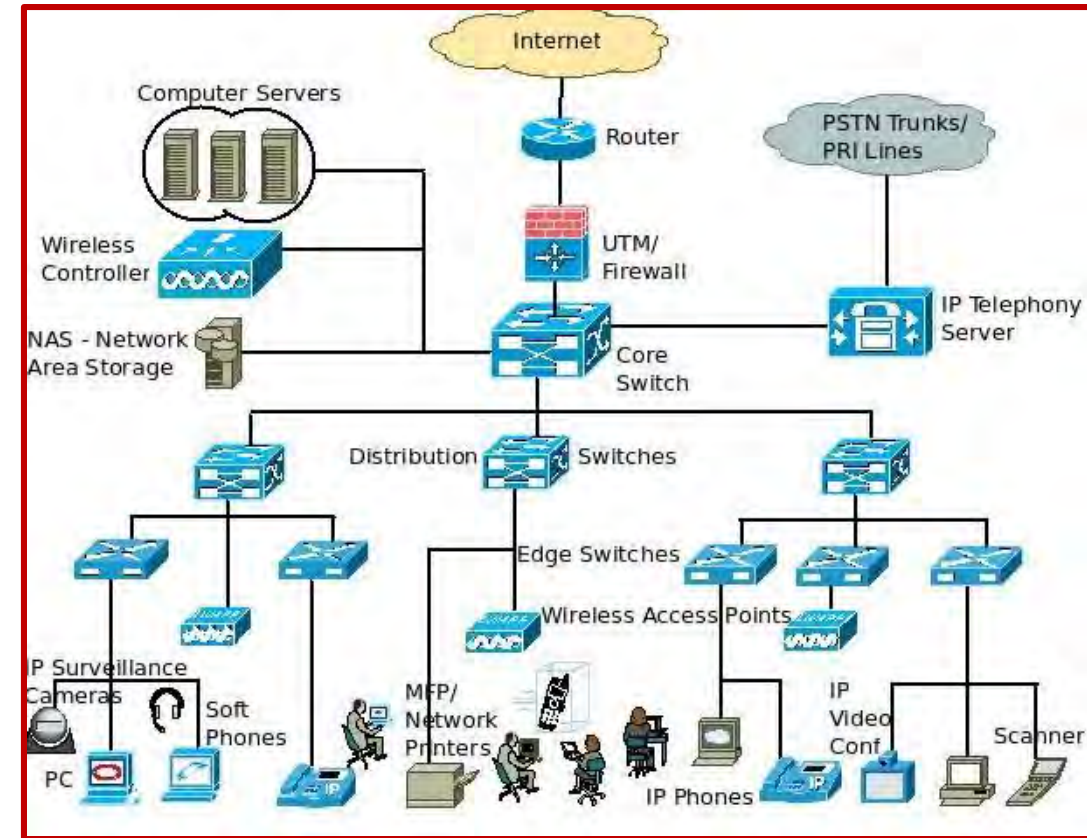 Internet
Computer Servers
Router
PSTN Trunks/
PRI Lines
Wireless
Controller
UTM/
Firewall
IP Telephony
Server
NAS - Network
Area Storage
Core
Switch
Distribution
Switches
Edge Switches
Wireless Access Points
IP Surveillance
Cameras
Soft
Phones
MFP/
Network
Printers
IP
Video
Conf
Scanner
PC
IP
IP Phones
IP